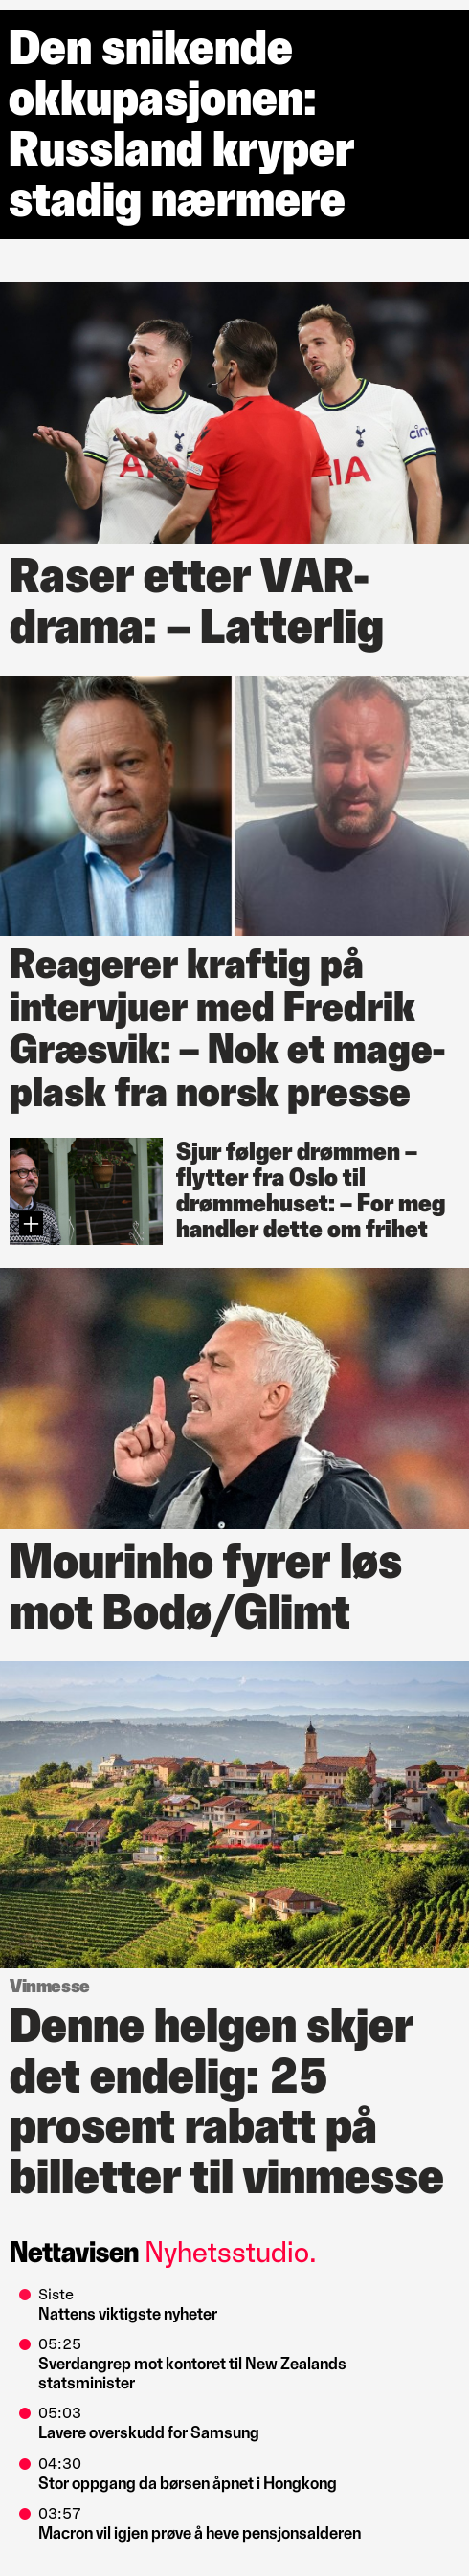 Den snikende
okkupasjonen:
Russland kryper
stadig nærmere
AIA
IA
cin
Raser etter VAR-
drama: – Latterlig
Reagerer kraftig på
intervjuer med Fredrik
Græsvik: – Nok et mage-
plask fra norsk presse
Sjur følger drømmen –
flytter fra Oslo til
drømmehuset: – For meg
handler dette om frihet
Mourinho fyrer løs
mot Bodø/Glimt
Vinmesse
Denne helgen skjer
det endelig: 25
prosent rabatt på
billetter til vinmesse
Nettavisen Nyhetsstudio.
Siste
Nattens viktigste nyheter
05:25
Sverdangrep mot kontoret til New Zealands
statsminister
05:03
Lavere overskudd for Samsung
04:30
Stor oppgang da børsen åpnet i Hongkong
03:57
Macron vil igjen prøve å heve pensjonsalderen